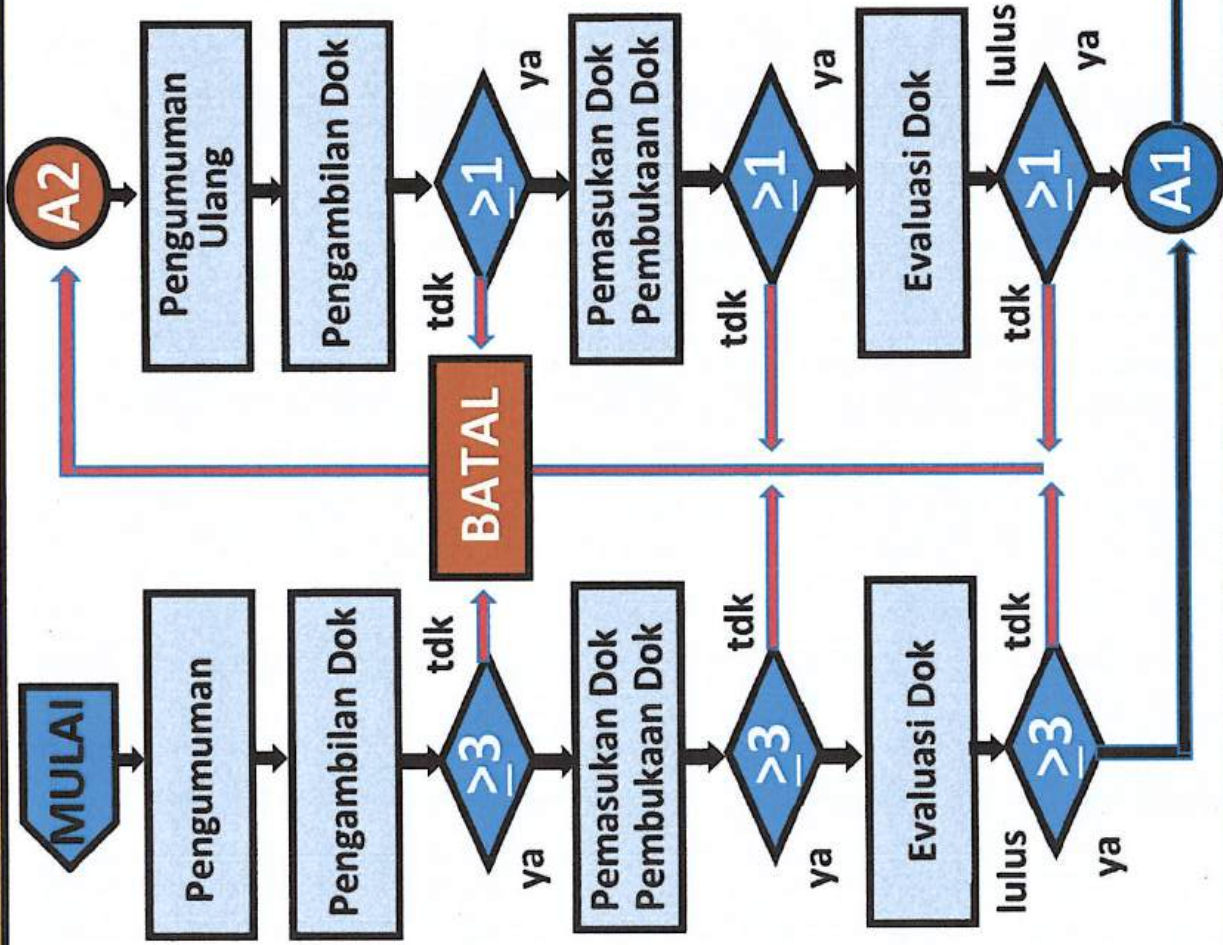 MULAI
Pengumuman
Pengambilan Dok
≥3
tdk
ya
Pemasukan Dok
Pembukaan Dok
≥3
tdk
ya
Evaluasi Dok
lulus
≥3
tdk
ya
BATAL
A2
Pengumuman
Ulang
Pengambilan Dok
tdk
≥1
ya
Pemasukan Dok
Pembukaan Dok
tdk
≥1
ya
Evaluasi Dok
tdk
≥1
lulus
ya
A1